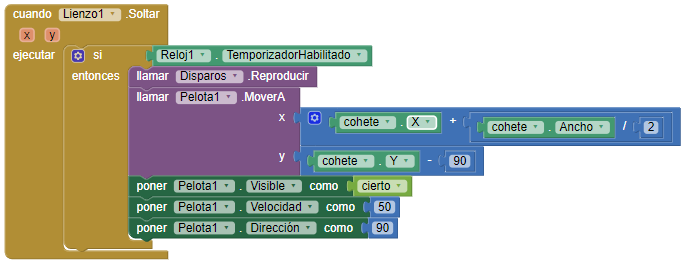 cuando Lienzo1 .Soltar
x y
ejecutar si Reloj1 . TemporizadorHabilitado
entonces llamar Disparos .Reproducir
llamar Pelota1 .MoverA
x cohete . X + cohete . Ancho / 2
y cohete . Y - 90
poner Pelota1 . Visible como cierto
poner Pelota1 . Velocidad como 50
poner Pelota1 . Dirección como 90